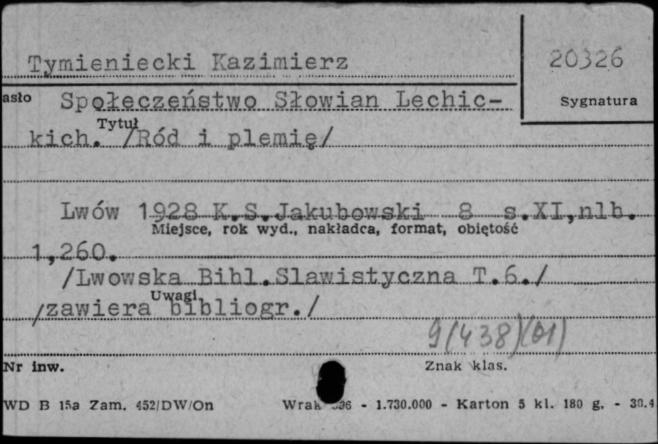 Tymieniecki Kazimierz
20326
asło Społeczeństwo Słowian Lechic-
Sygnatura
Tytuł
kich. /Ród i plemię/
Lwów 1928 K.S.Jakubowski 8 s.XI,nlb.
Miejsce, rok wyd., nakładca, format, objętość
1,260.
/Lwowska Bibl.Slawistyczna T.6./
Uwagi
/zawiera bibliogr./
9(438)(01)
Nr inw.
Znak klas.
WD B 15a Zam. 452/DW/On
Wrak 96 - 1.730.000 - Karton 5 kl. 180 g. - 30.4